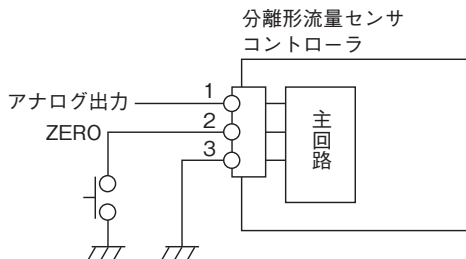 分離形流量センサ
コントローラ
アナログ出力
1
ZERO
2
3
主回路